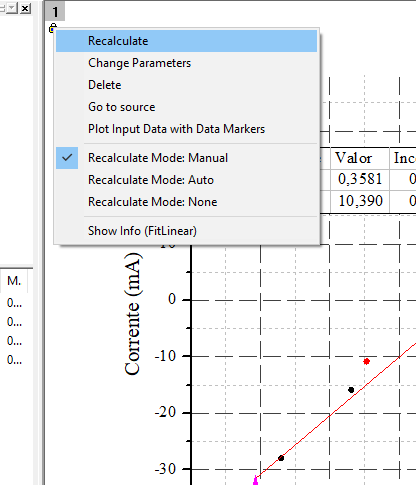 1
Recalculate
Change Parameters
Delete
Go to source
Plot Input Data with Data Markers
Recalculate Mode: Manual
Recalculate Mode: Auto
Recalculate Mode: None
Show Info (FitLinear)
Valor Inc
0,3581 0
10,390 0
M.
0...
0...
0...
0...
Corrente (mA)
10
0
-10
-20
-30